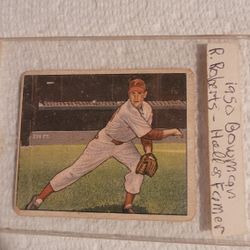 1950 Bowman
R Roberts - Hall of Famer